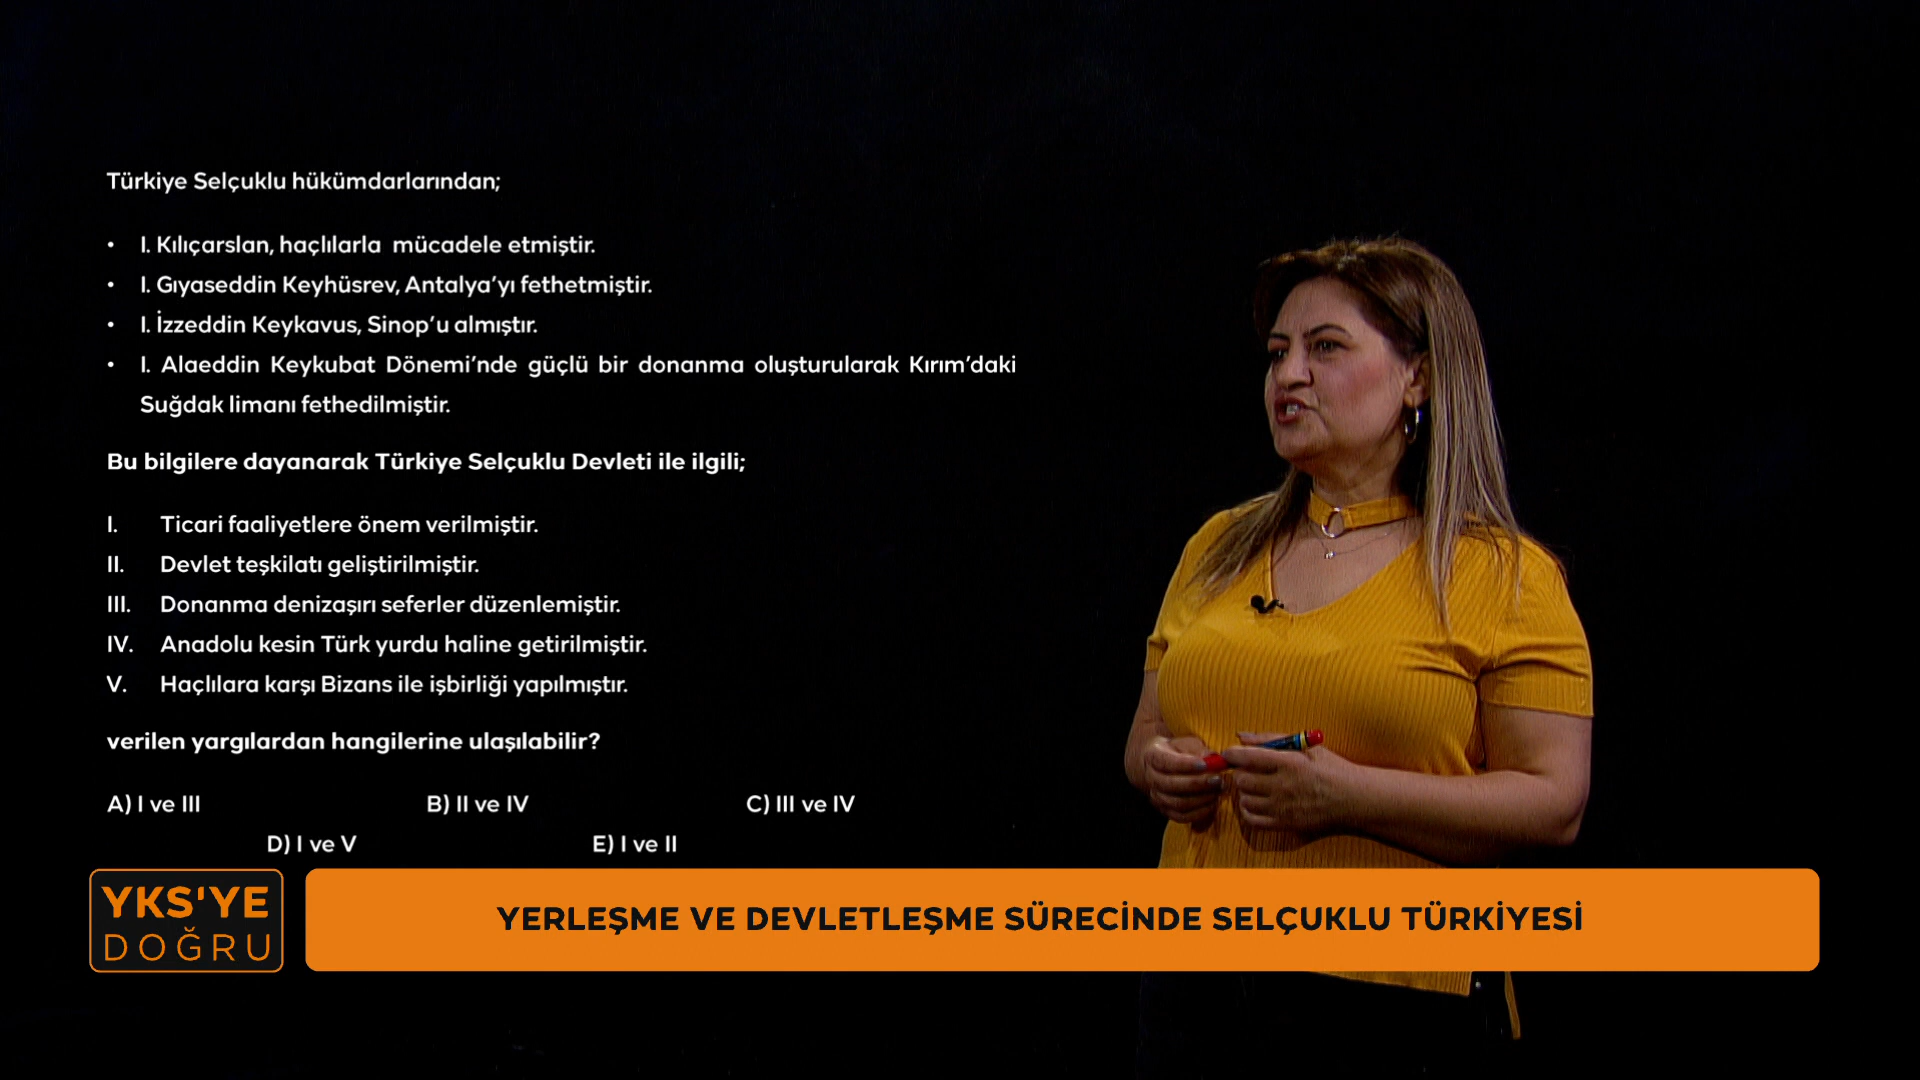 Türkiye Selçuklu hükümdarlarından;
• I. Kılıçarslan, haçlılarla mücadele etmiştir.
• I. Gıyaseddin Keyhüsrev, Antalya’yı fethetmiştir.
• I. İzzeddin Keykavus, Sinop’u almıştır.
• I. Alaeddin Keykubat Dönemi’nde güçlü bir donanma oluşturularak Kırım’daki
Suğdak limanı fethedilmiştir.
Bu bilgilere dayanarak Türkiye Selçuklu Devleti ile ilgili;
I. Ticari faaliyetlere önem verilmiştir.
II. Devlet teşkilatı geliştirilmiştir.
III. Donanma denizaşırı seferler düzenlemiştir.
IV. Anadolu kesin Türk yurdu haline getirilmiştir.
V. Haçlılara karşı Bizans ile işbirliği yapılmıştır.
verilen yargılardan hangilerine ulaşılabilir?
A) I ve III B) II ve IV C) III ve IV
D) I ve V E) I ve II
YKS'YE
DOĞRU
YERLEŞME VE DEVLETLEŞME SÜRECİNDE SELÇUKLU TÜRKİYESİ